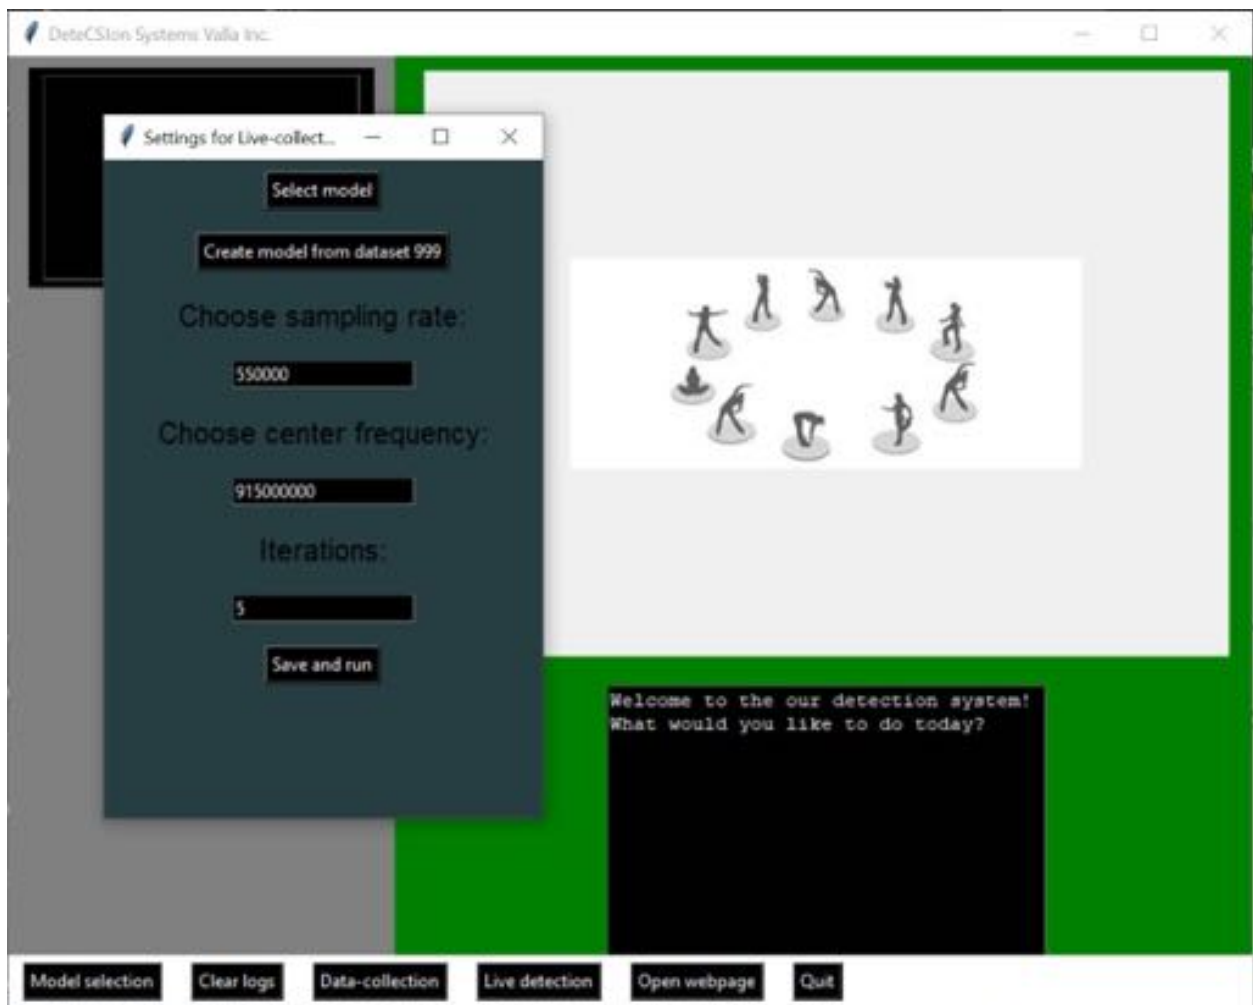 DeteCSIon Systems Valla Inc.
Settings for Live-collect...
Select model
Create model from dataset 999
Choose sampling rate:
550000
Choose center frequency:
915000000
Iterations:
5
Save and run
Welcome to the our detection system!
What would you like to do today?
Model selection
Clear logs
Data-collection
Live detection
Open webpage
Quit